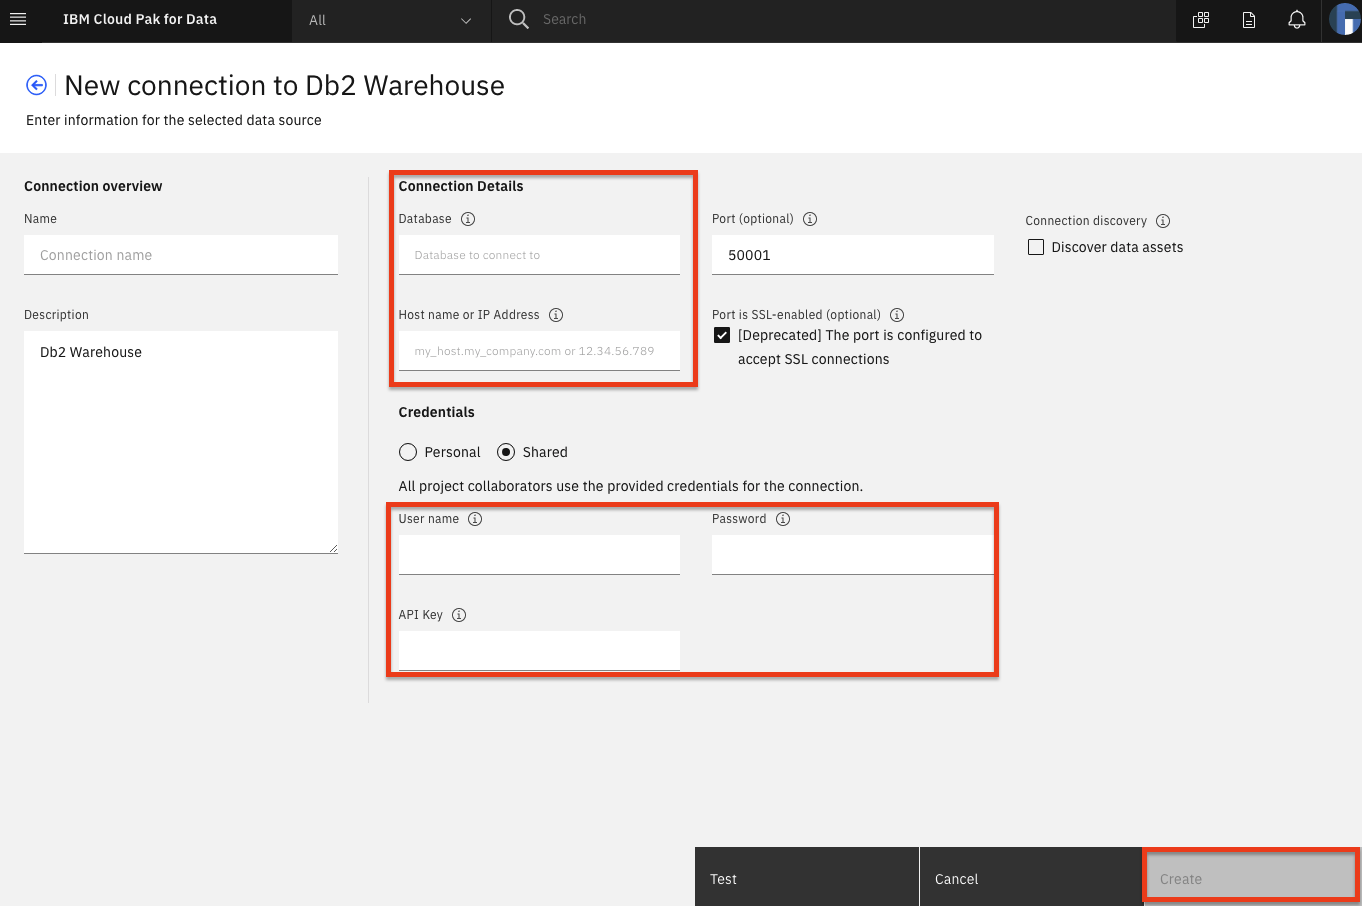 IBM Cloud Pak for Data
All
Search
New connection to Db2 Warehouse
Enter information for the selected data source
Connection overview
Name
Connection name
Description
Db2 Warehouse
Connection Details
Database
Database to connect to
Port (optional)
50001
Connection discovery
Discover data assets
Host name or IP Address
my_host.my_company.com or 12.34.56.789
Port is SSL-enabled (optional)
[Deprecated] The port is configured to
accept SSL connections
Credentials
Personal
Shared
All project collaborators use the provided credentials for the connection.
User name
Password
API Key
Test
Cancel
Create